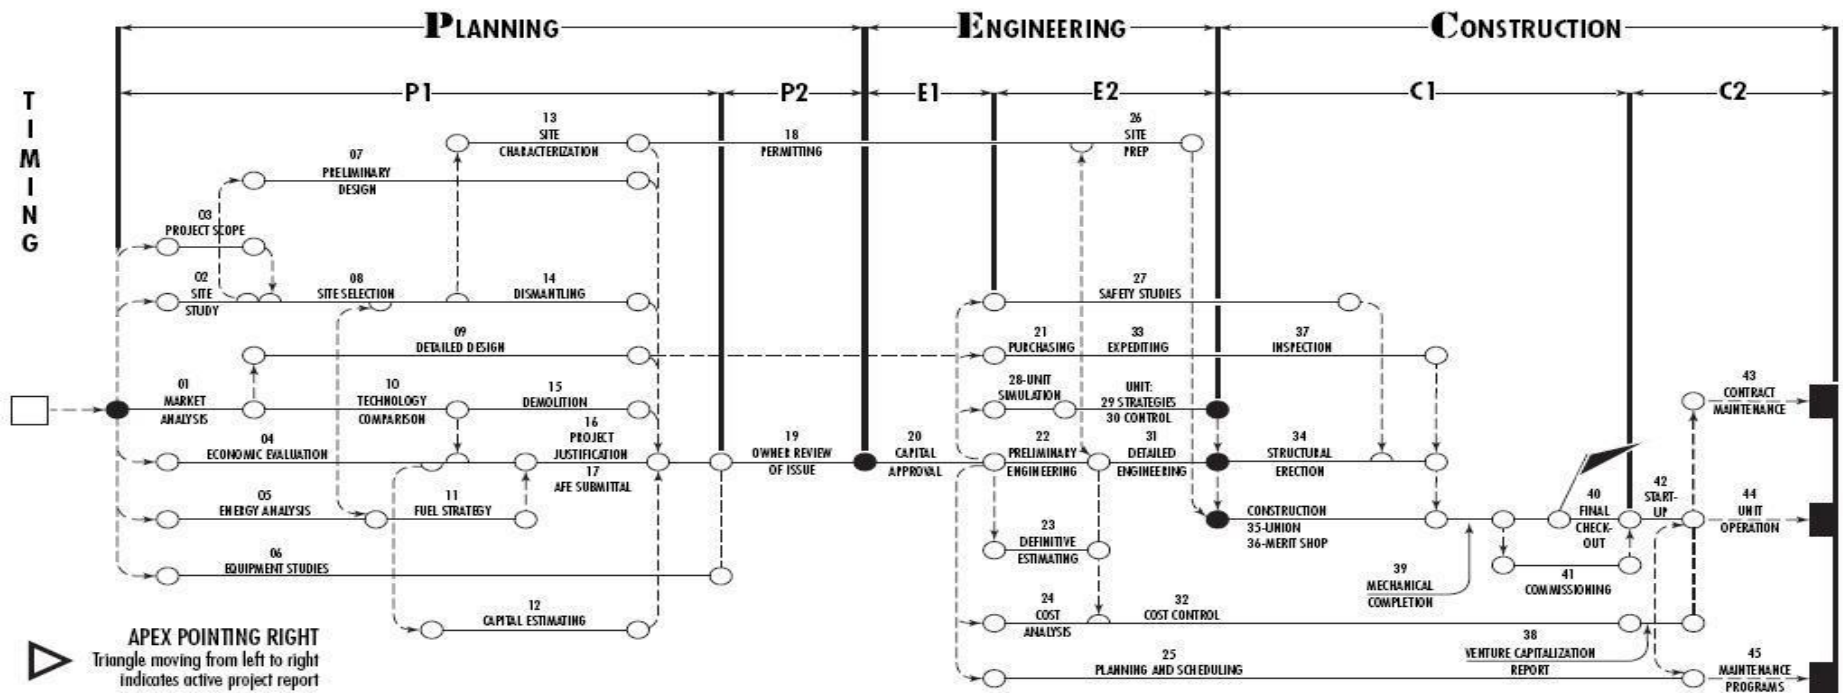 PLANNING
ENGINEERING
CONSTRUCTION
TIMING
P1
P2
E1
E2
C1
C2
13
SITE
CHARACTERIZATION
18
PERMITTING
26
SITE
PREP
07
PRELIMINARY
DESIGN
03
PROJECT SCOPE
02
SITE
STUDY
08
SITE SELECTION
14
DISMANTLING
27
SAFETY STUDIES
09
DETAILED DESIGN
21
PURCHASING
33
EXPEDITING
37
INSPECTION
01
MARKET
ANALYSIS
10
TECHNOLOGY
COMPARISON
15
DEMOLITION
28-UNIT
SIMULATION
UNIT:
29 STRATEGIES
30 CONTROL
43
CONTRACT
MAINTENANCE
04
ECONOMIC EVALUATION
16
PROJECT
JUSTIFICATION
17
AFE SUBMITTAL
19
OWNER REVIEW
OF ISSUE
20
CAPITAL
APPROVAL
22
PRELIMINARY
ENGINEERING
31
DETAILED
ENGINEERING
34
STRUCTURAL
ERECTION
05
ENERGY ANALYSIS
11
FUEL STRATEGY
CONSTRUCTION
35-UNION
36-MERIT SHOP
40
FINAL
CHECK-
OUT
42
START-
UP
44
UNIT
OPERATION
23
DEFINITIVE
ESTIMATING
06
EQUIPMENT STUDIES
39
MECHANICAL
COMPLETION
41
COMMISSIONING
12
CAPITAL ESTIMATING
24
COST
ANALYSIS
32
COST CONTROL
38
VENTURE CAPITALIZATION
REPORT
25
PLANNING AND SCHEDULING
45
MAINTENANCE
PROGRAMS
APEX POINTING RIGHT
Triangle moving from left to right
indicates active project report